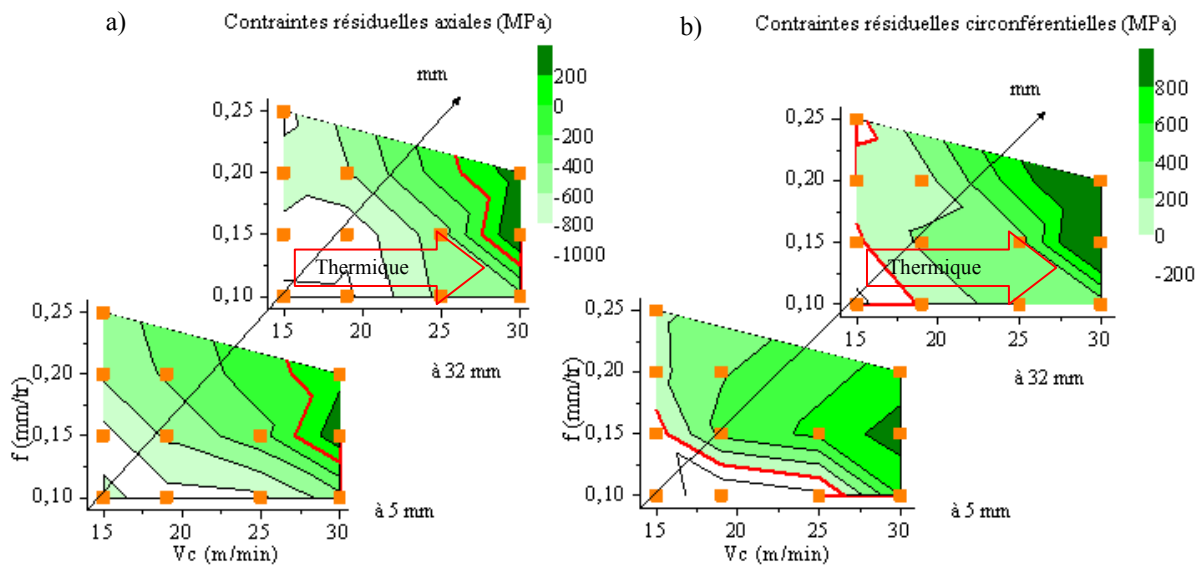 a)
Contraintes résiduelles axiales (MPa)
mm
200
0
-200
-400
-600
-800
-1000
0,25
0,20
0,15
0,10
Thermique
15
20
25
30
à 32 mm
f (mm/tr)
0,25
0,20
0,15
0,10
15
20
25
30
Vc (m/min)
à 5 mm
b)
Contraintes résiduelles circonférentielles (MPa)
mm
800
600
400
200
0
-200
0,25
0,20
0,15
0,10
Thermique
15
20
25
30
à 32 mm
f (mm/tr)
0,25
0,20
0,15
0,10
15
20
25
30
Vc (m/min)
à 5 mm